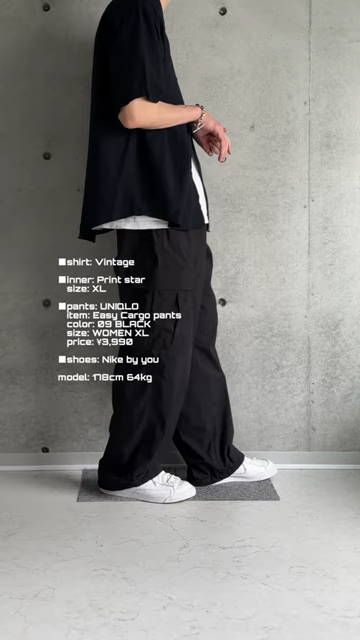 ■shirt: Vintage
■inner: Print star
size: XL
■pants: UNIQLO
item: Easy Cargo pants
color: 09 BLACK
size: WOMEN XL
price: ¥3,990
■shoes: Nike by you
model: 178cm 64kg